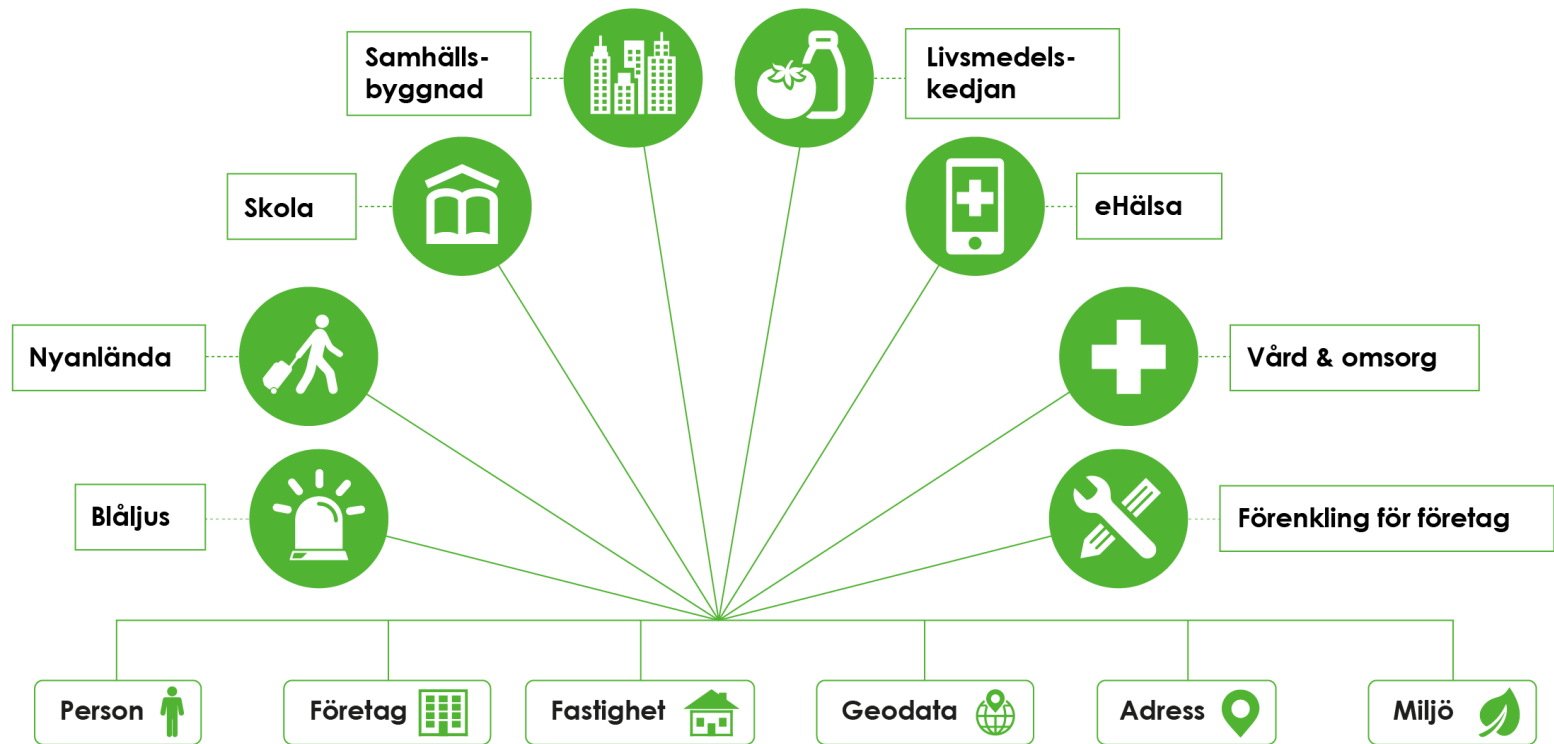 Samhälls-
byggnad
Livsmedels-
kedjan
Skola
eHälsa
Nyanlända
Vård & omsorg
Blåljus
Förenkling för företag
Person
Företag
Fastighet
Geodata
Adress
Miljö